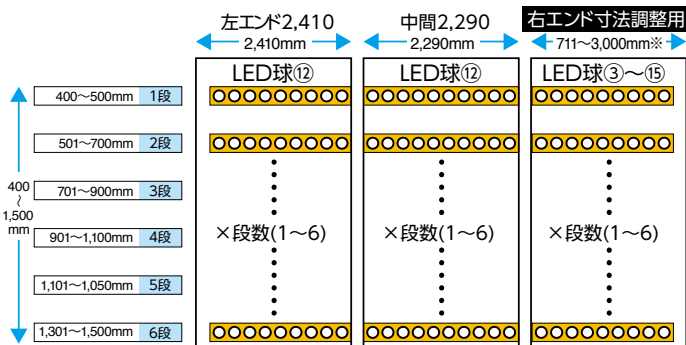 左エンド2,410
2,410mm
中間2,290
2,290mm
右エンド寸法調整用
711～3,000mm※
LED球⑫
LED球⑫
LED球③～⑮
400～500mm 1段
501～700mm 2段
701～900mm 3段
901～1,100mm 4段
1,101～1,050mm 5段
1,301～1,500mm 6段
400
～
1,500
mm
×段数(1～6)
×段数(1～6)
×段数(1～6)